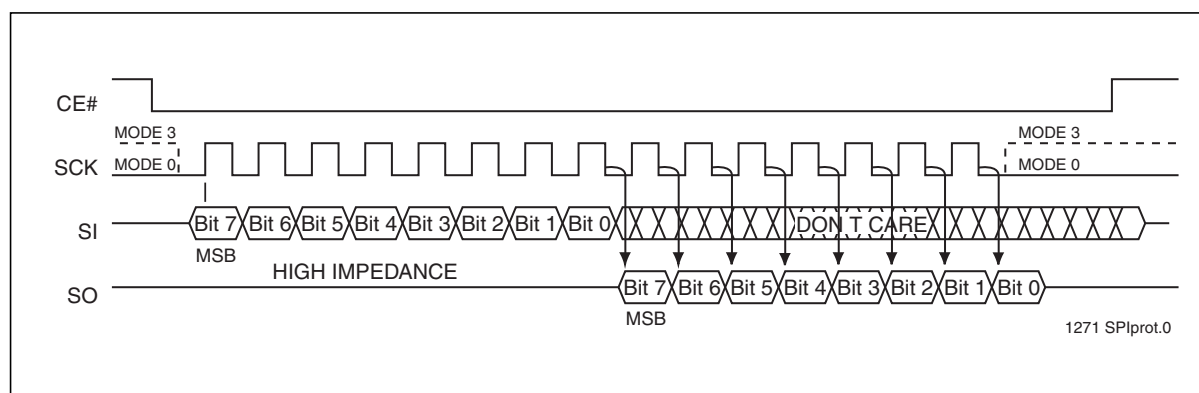 CE#
MODE 3 MODE 3
SCK MODE 0 MODE 0
SI Bit 7 Bit 6 Bit 5 Bit 4 Bit 3 Bit 2 Bit 1 Bit 0 DON T CARE
MSB
HIGH IMPEDANCE
SO Bit 7 Bit 6 Bit 5 Bit 4 Bit 3 Bit 2 Bit 1 Bit 0
MSB
1271 SPIprot.0